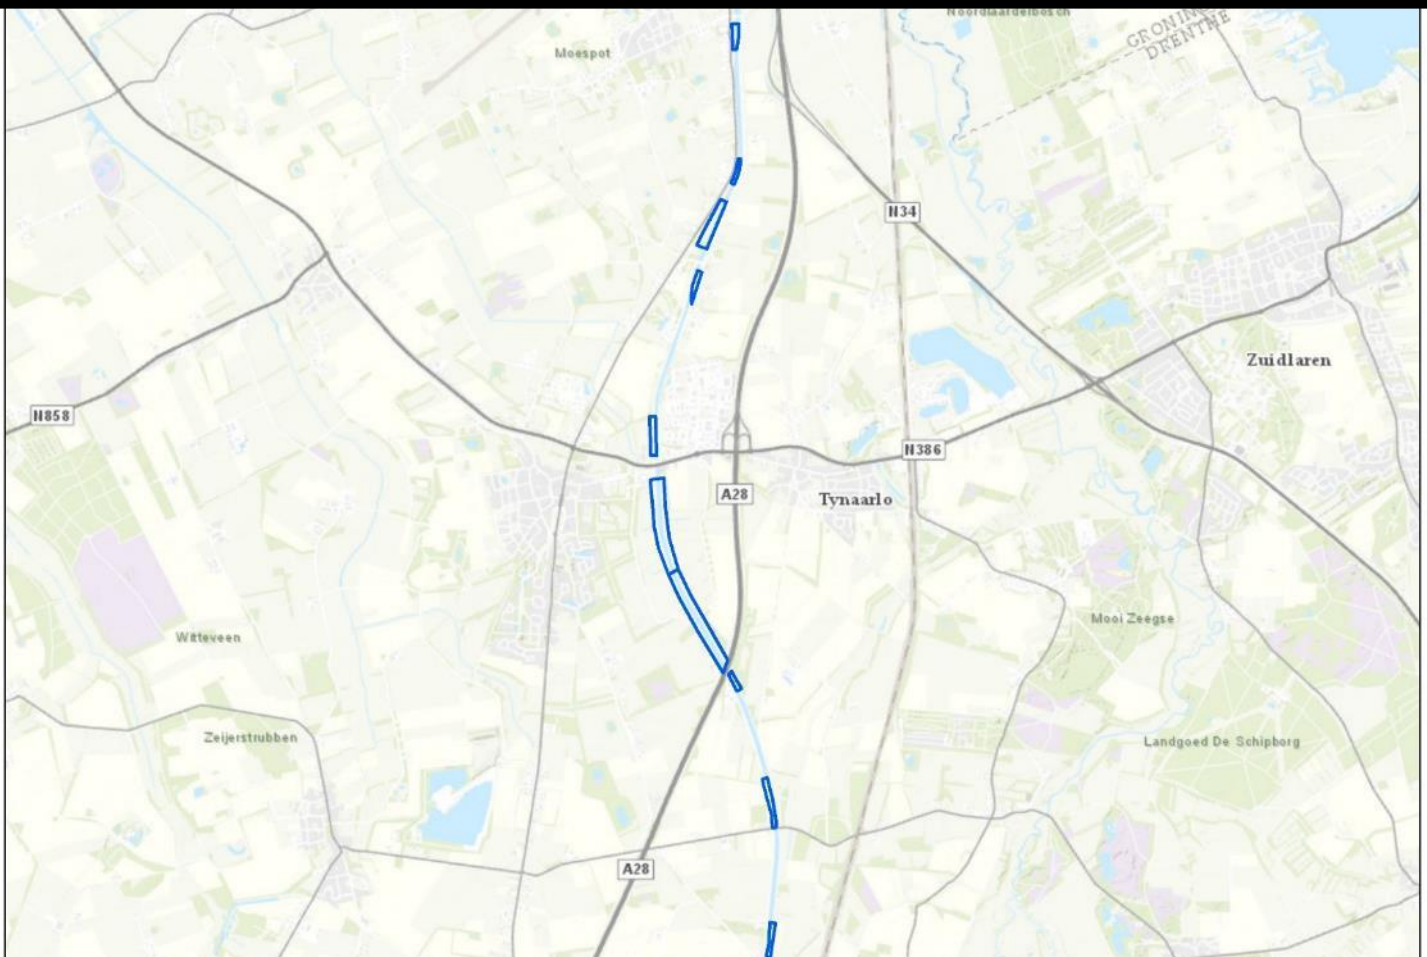 Noordlaarderbosch
GRONINGEN
DRENTHE
Moespot
N34
Zuidlaren
N858
N386
A28
Tynaarlo
Mooi Zeegse
Witteveen
Zeijerstrubben
Landgoed De Schipborg
A28